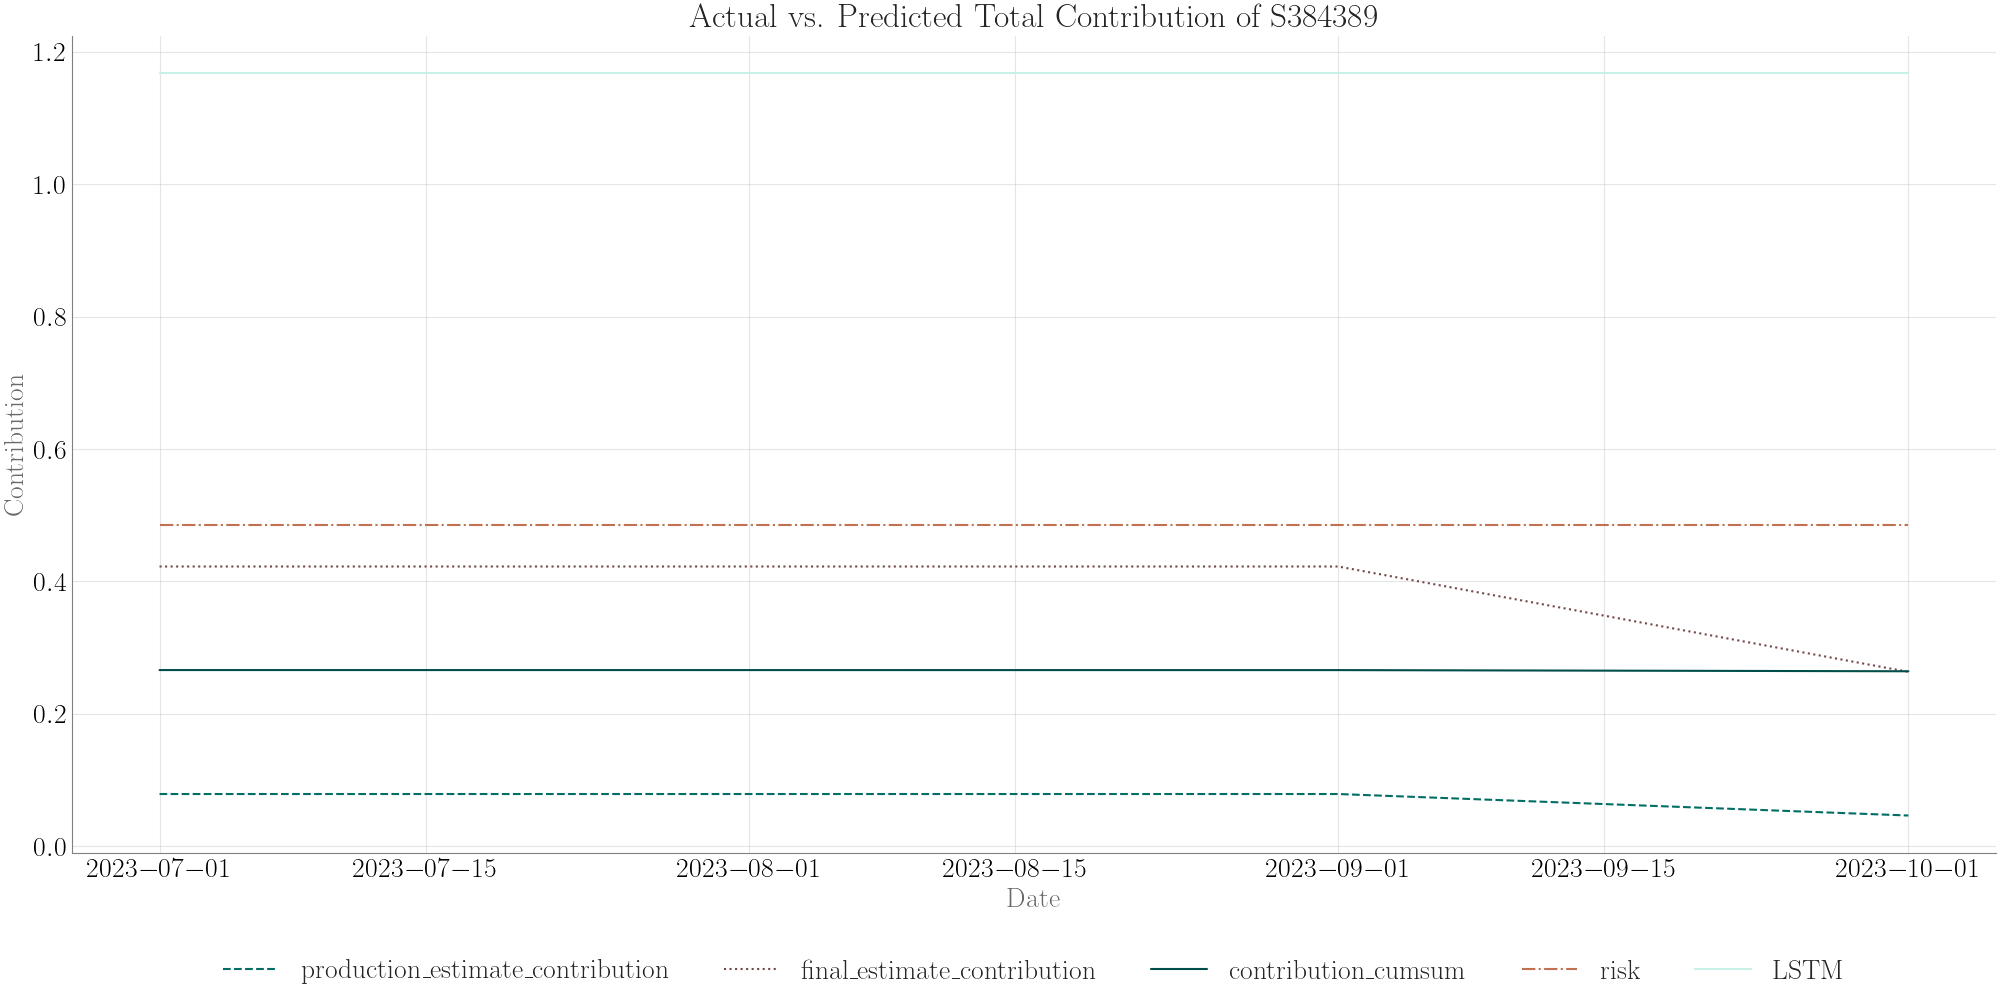 Actual vs. Predicted Total Contribution of S384389
1.2
1.0
0.8
0.6
0.4
0.2
0.0
Contribution
2023−07−01 2023−07−15 2023−08−01 2023−08−15 2023−09−01 2023−09−15 2023−10−01
Date
production_estimate_contribution final_estimate_contribution contribution_cumsum risk LSTM